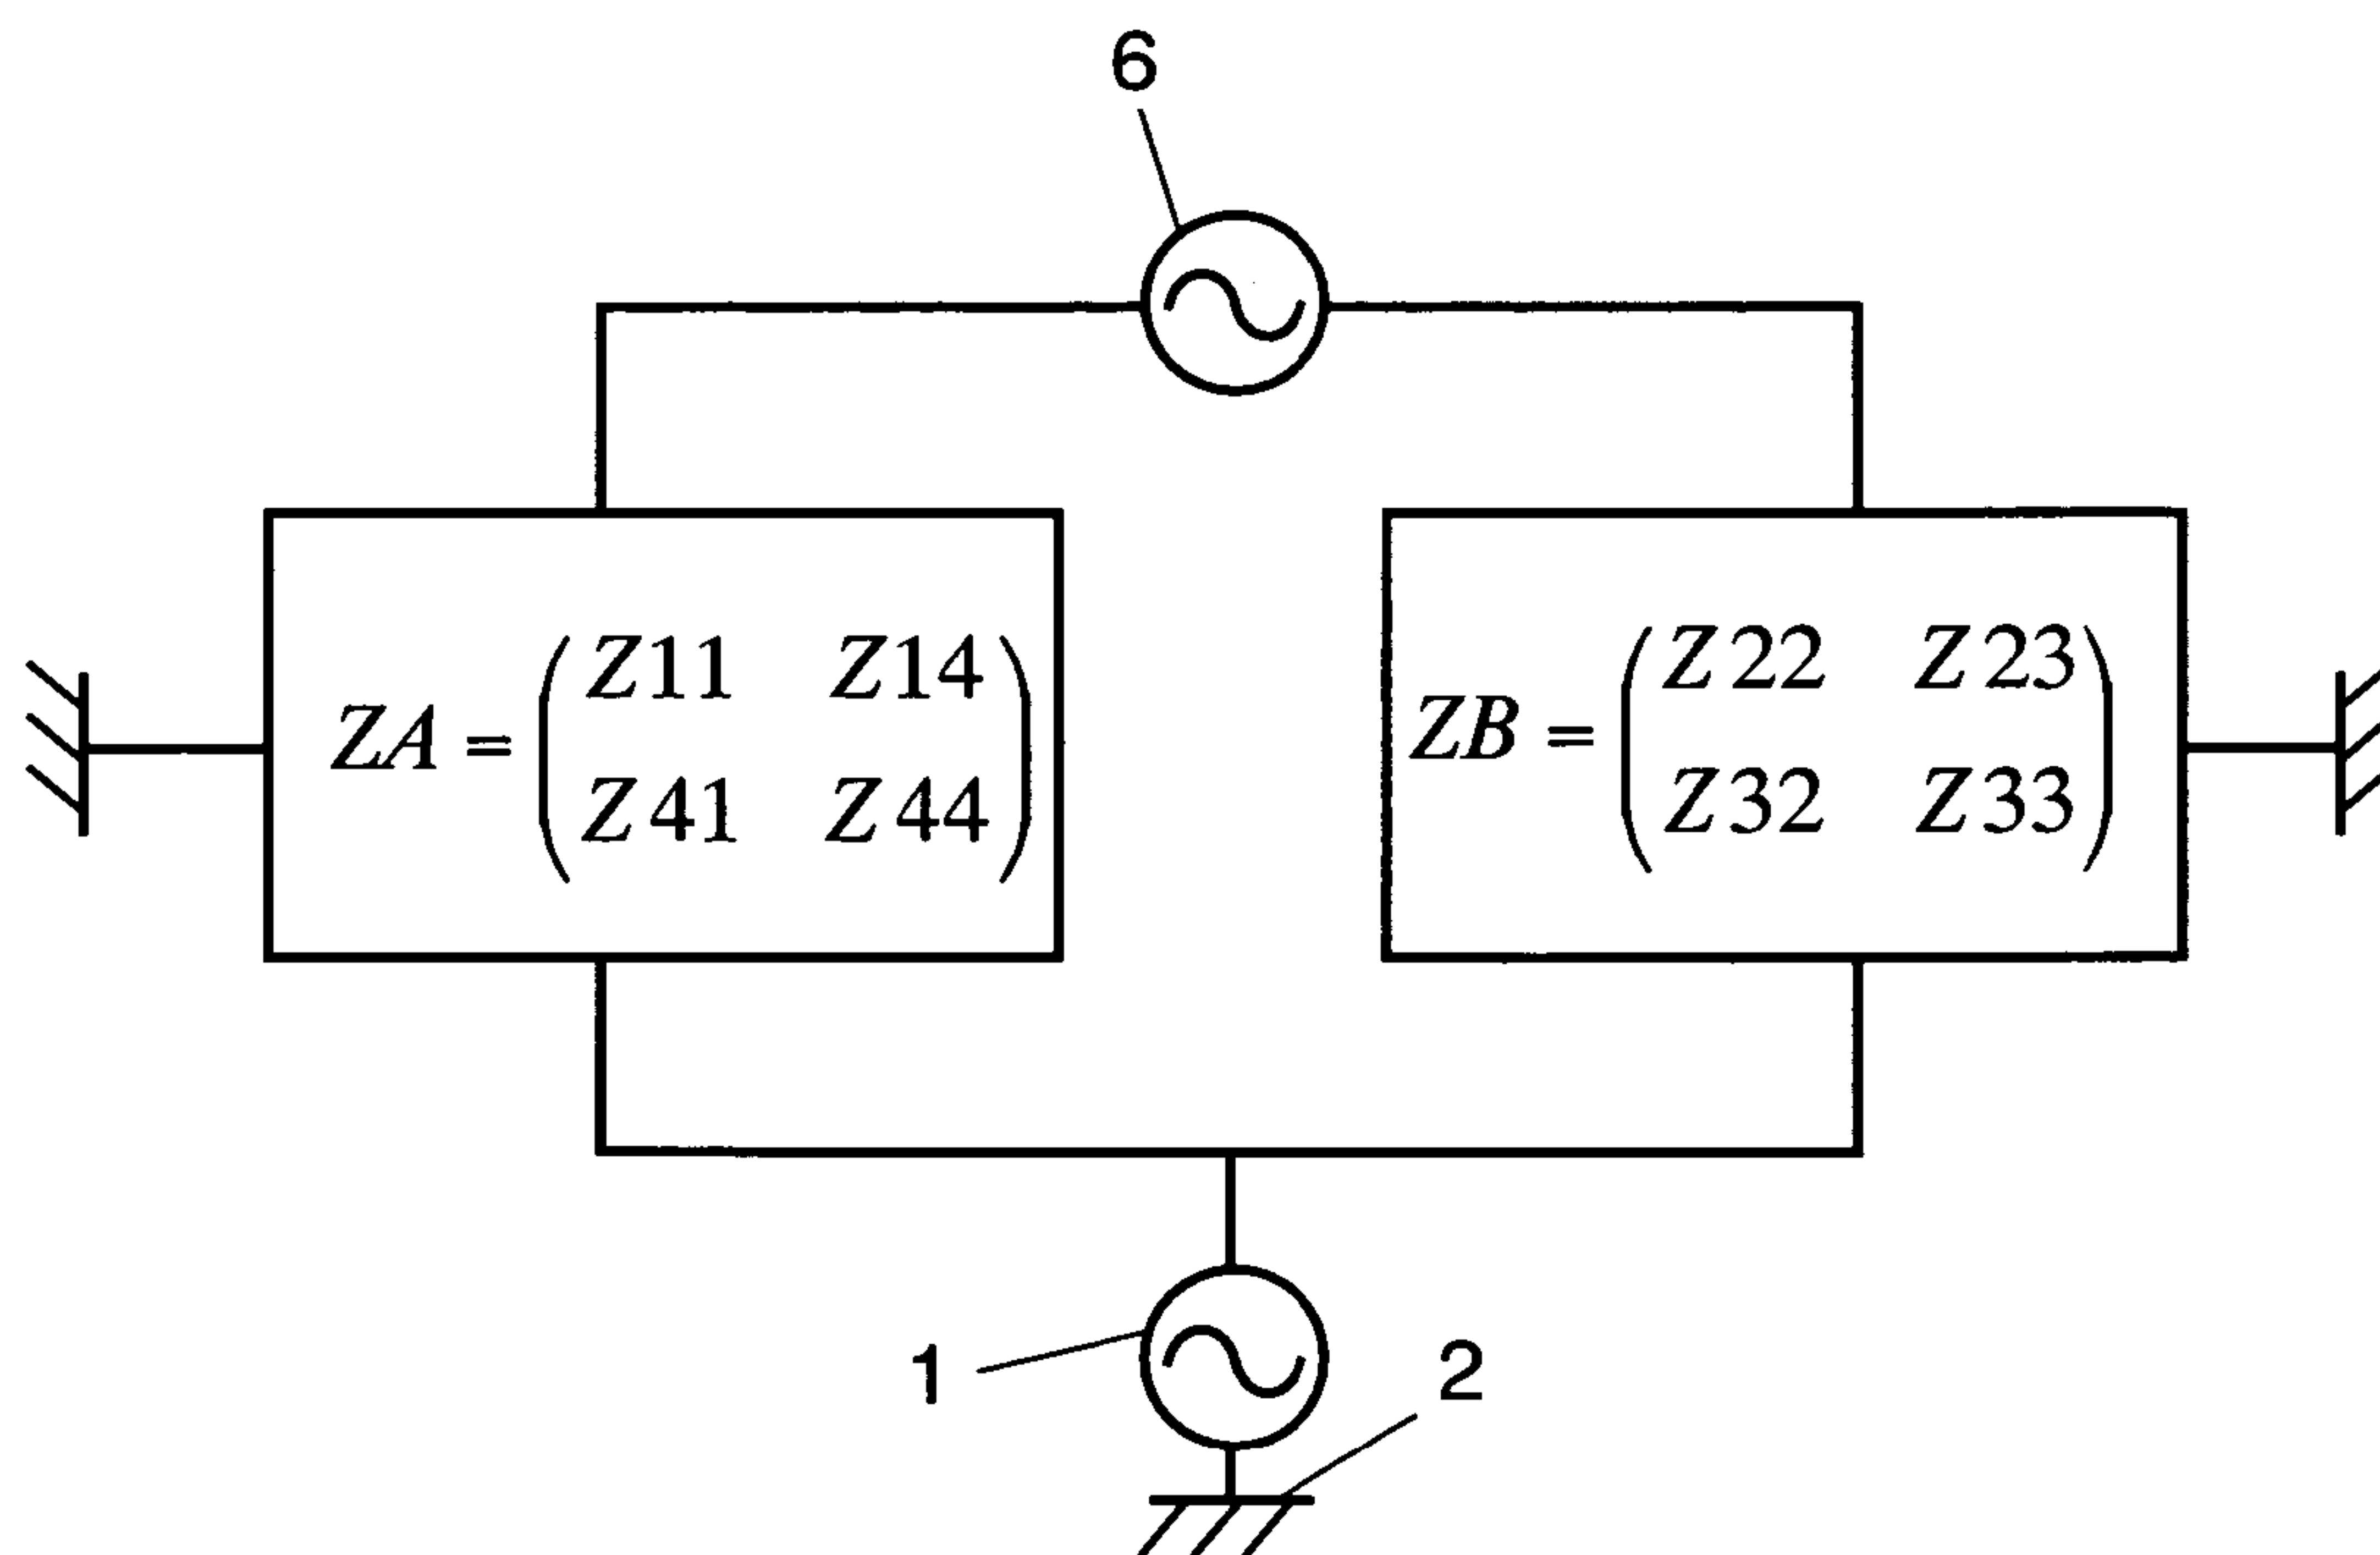 6
ZA = ( Z11 Z14
Z41 Z44 )
ZB = ( Z22 Z23
Z32 Z33 )
1
2